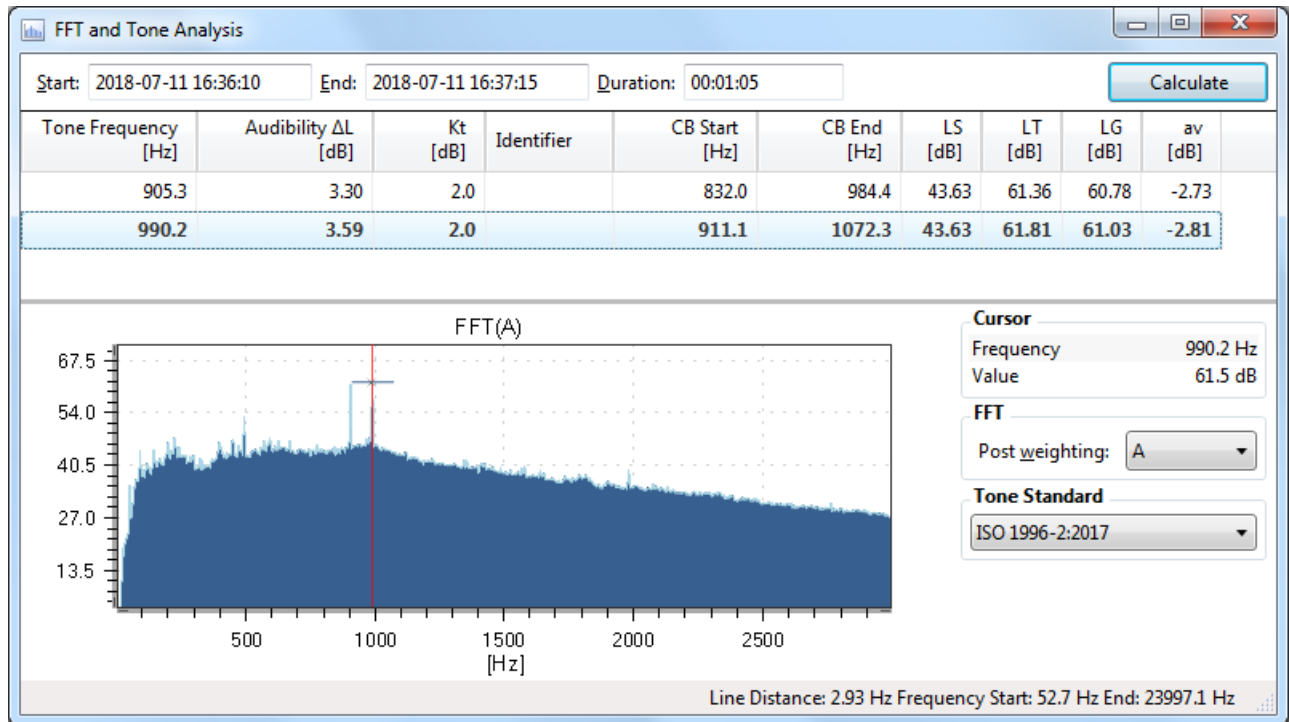 FFT and Tone Analysis
Start: 2018-07-11 16:36:10 End: 2018-07-11 16:37:15 Duration: 00:01:05 Calculate
Tone Frequency [Hz] Audibility ΔL [dB] Kt [dB] Identifier CB Start [Hz] CB End [Hz] LS [dB] LT [dB] LG [dB] av [dB]
905.3 3.30 2.0 832.0 984.4 43.63 61.36 60.78 -2.73
990.2 3.59 2.0 911.1 1072.3 43.63 61.81 61.03 -2.81
FFT(A)
67.5
54.0
40.5
27.0
13.5
500 1000 1500 2000 2500
[Hz]
Cursor
Frequency 990.2 Hz
Value 61.5 dB
FFT
Post weighting: A
Tone Standard
ISO 1996-2:2017
Line Distance: 2.93 Hz Frequency Start: 52.7 Hz End: 23997.1 Hz